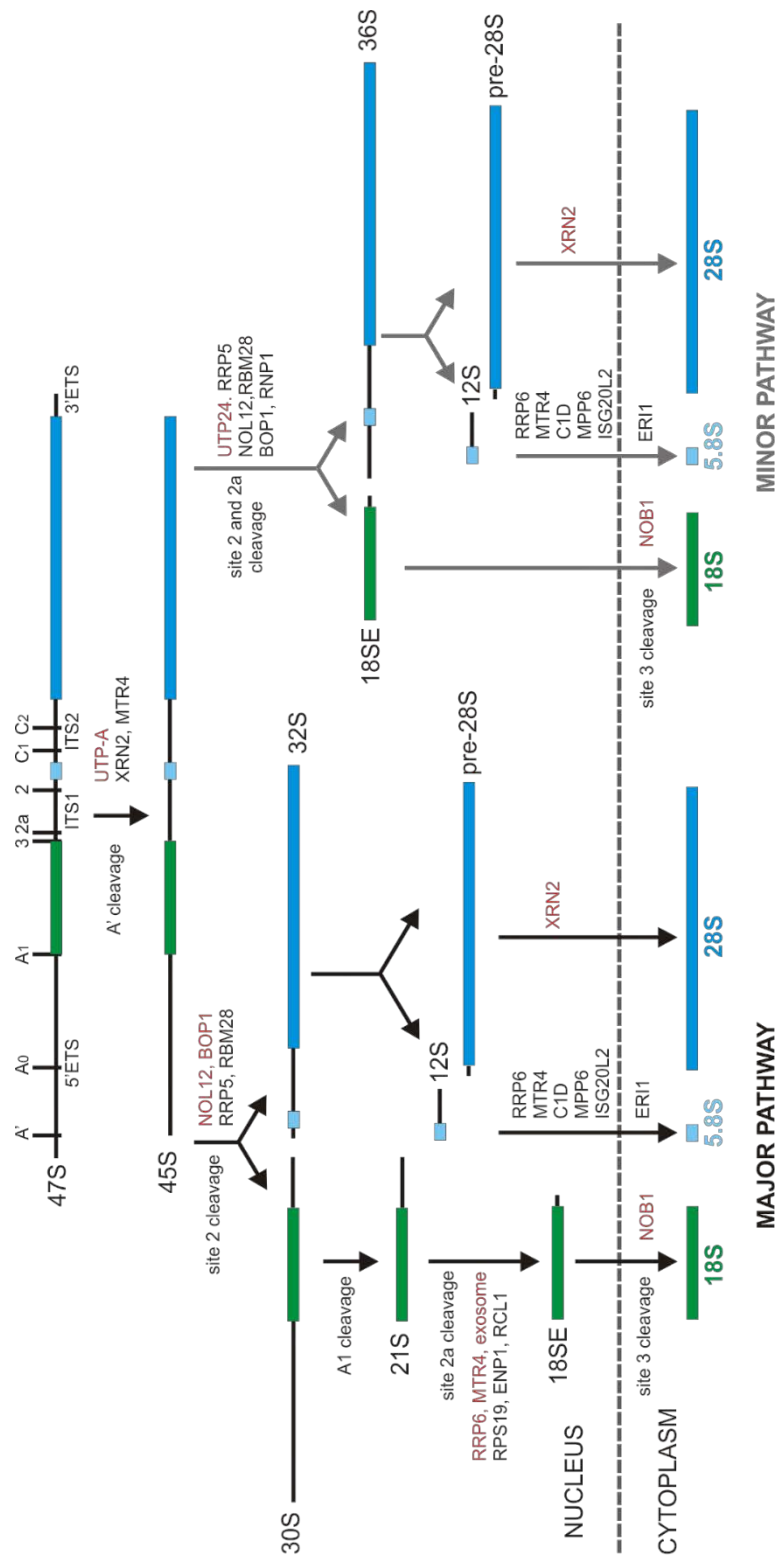 47S
A'
A0
A1
3
2a
2
C1
C2
5'ETS
ITS1
ITS2
3'ETS
A' cleavage
UTP-A
XRN2, MTR4
45S
site 2 cleavage
NOL12, BOP1
RRP5, RBM28
site 2 and 2a
cleavage
UTP24. RRP5
NOL12,RBM28
BOP1, RNP1
30S
32S
A1 cleavage
21S
12S
pre-28S
site 2a cleavage
RRP6, MTR4, exosome
RPS19, ENP1, RCL1
18SE
RRP6
MTR4
C1D
MPP6
ISG20L2
XRN2
18SE
36S
12S
pre-28S
RRP6
MTR4
C1D
MPP6
ISG20L2
XRN2
NUCLEUS
CYTOPLASM
site 3 cleavage
NOB1
ERI1
site 3 cleavage
NOB1
ERI1
18S
5.8S
28S
18S
5.8S
28S
MAJOR PATHWAY
MINOR PATHWAY